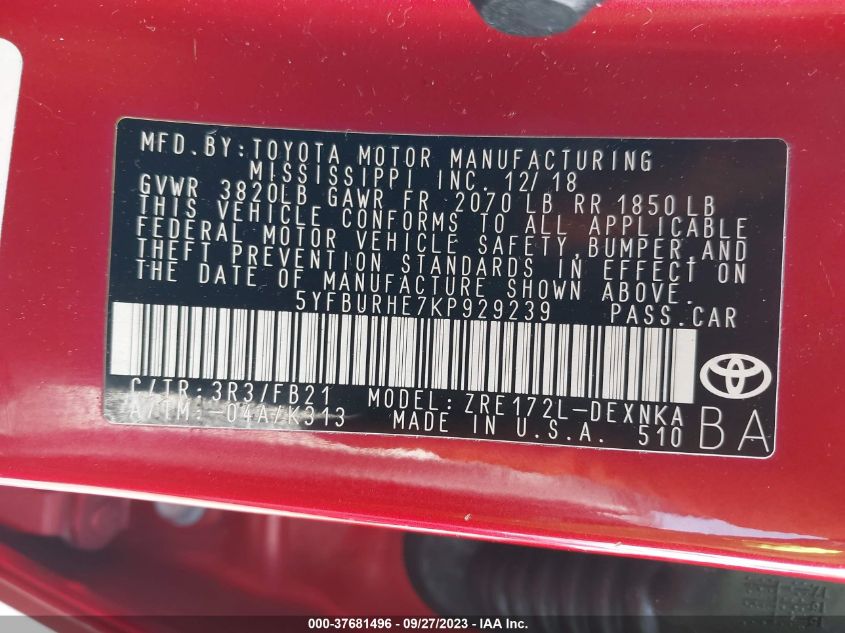 MFD.BY:TOYOTA MOTOR MANUFACTURING
MISSISSIPPI INC. 12/18
GVWR 3820LB GAWR FR 2070 LB RR 1850 LB
THIS VEHICLE CONFORMS TO ALL APPLICABLE
FEDERAL MOTOR VEHICLE SAFETY,BUMPER,AND
THEFT PREVENTION STANDARDS IN EFFECT ON
THE DATE OF MANUFACTURE SHOWN ABOVE.
5YFBURHE7KP929239 PASS.CAR
C/TR:3R3/FB21 MODEL:ZRE172L-DEXNKA
A/TM:-04A/K313 MADE IN U.S.A. 510
BA
000-37681496 - 09/27/2023 - IAA Inc.